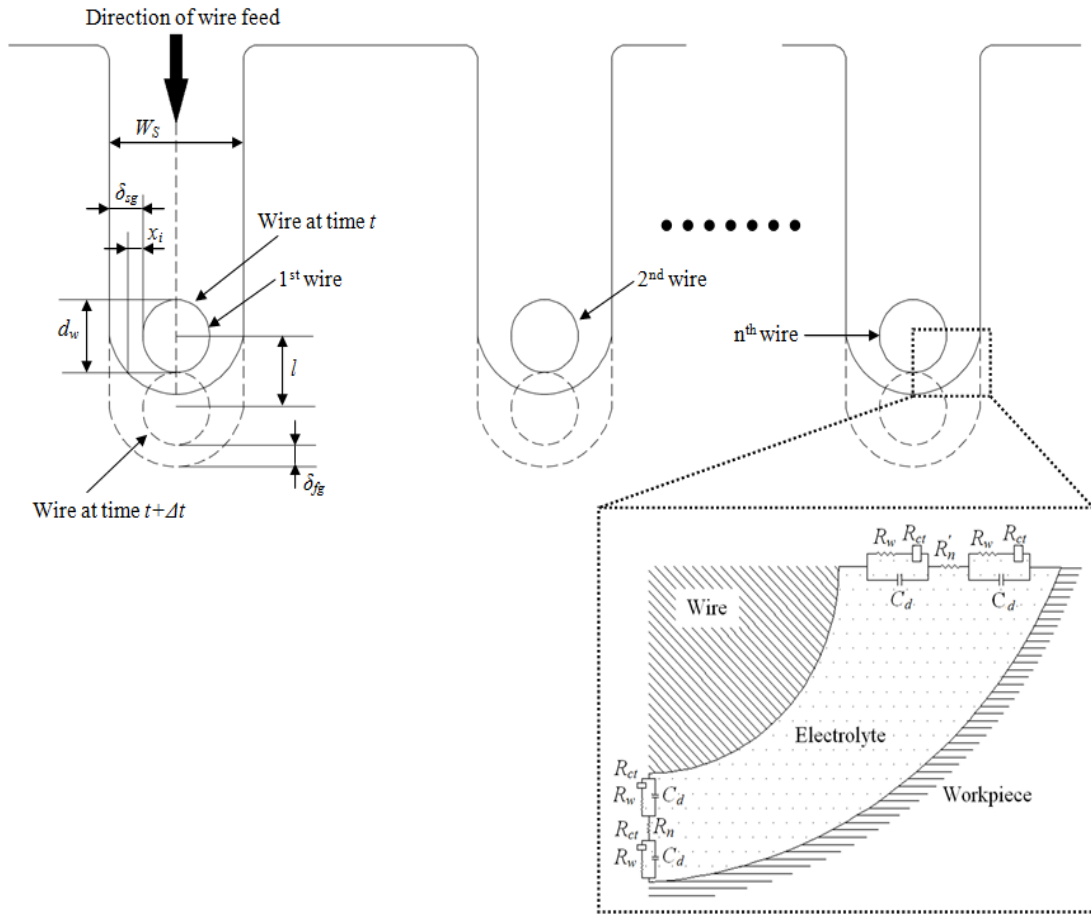 Direction of wire feed
W_S
δ_sg
x_i
Wire at time t
1st wire
2nd wire
nth wire
d_w
l
δ_fg
Wire at time t+Δt
R_w
R_ct
R'_n
R_w
R_ct
C_d
C_d
Wire
Electrolyte
Workpiece
R_ct
R_w
C_d
R_n
R_ct
R_w
C_d